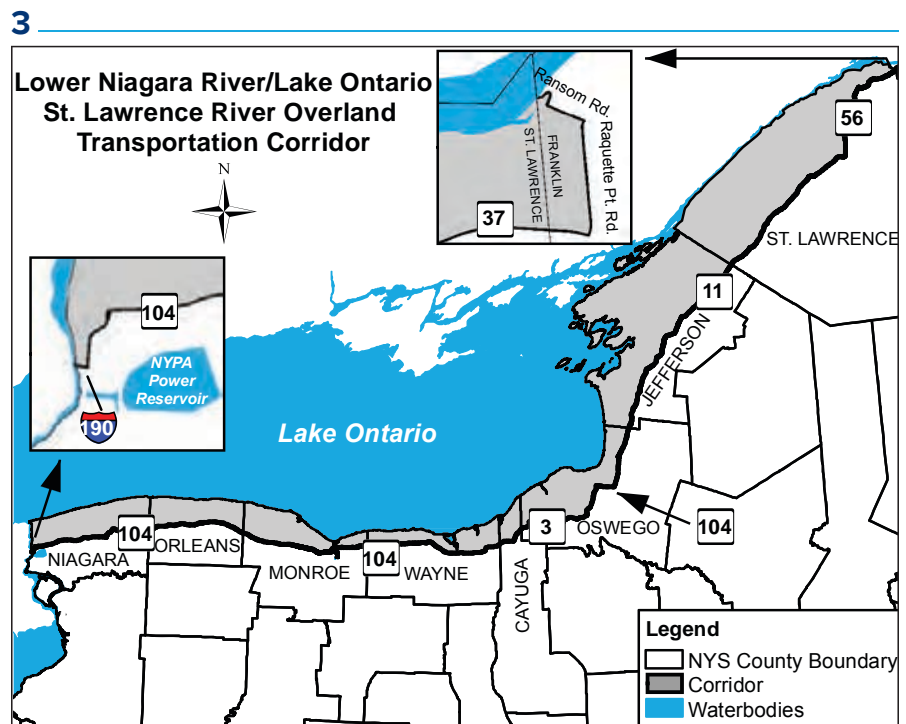 3
Lower Niagara River/Lake Ontario
St. Lawrence River Overland
Transportation Corridor
N
Ransom Rd.
Raquette Pt. Rd.
ST. LAWRENCE
FRANKLIN
37
56
ST. LAWRENCE
11
JEFFERSON
104
NYPA
Power
Reservoir
190
Lake Ontario
104
NIAGARA
ORLEANS
MONROE
104
WAYNE
CAYUGA
3
OSWEGO
104
Legend
NYS County Boundary
Corridor
Waterbodies